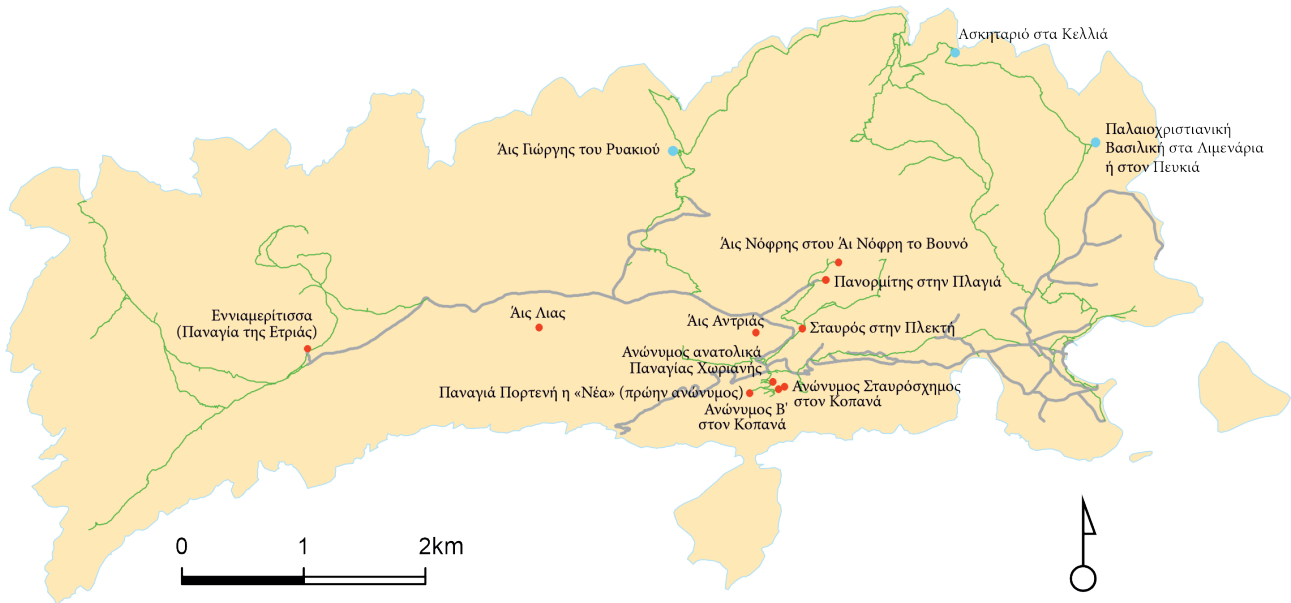 Ασκηταριό στα Κελλιά
Παλαιοχριστιανική
Βασιλική στα Λιμενάρια
ή στον Πευκιά
Άις Γιώργης του Ρυακιού
Άις Νόφρης στου Άι Νόφρη το Βουνό
Πανορμίτης στην Πλαγιά
Εννιαμερίτισσα
(Παναγία της Ετριάς)
Άις Λιας
Άις Αντριάς
Σταυρός στην Πλεκτή
Ανώνυμος ανατολικά
Παναγίας Χωριανής
Παναγιά Πορτενή η «Νέα» (πρώην ανώνυμος)
Ανώνυμος Σταυρόσχημος
στον Κοπανά
Ανώνυμος Β'
στον Κοπανά
0 1 2km